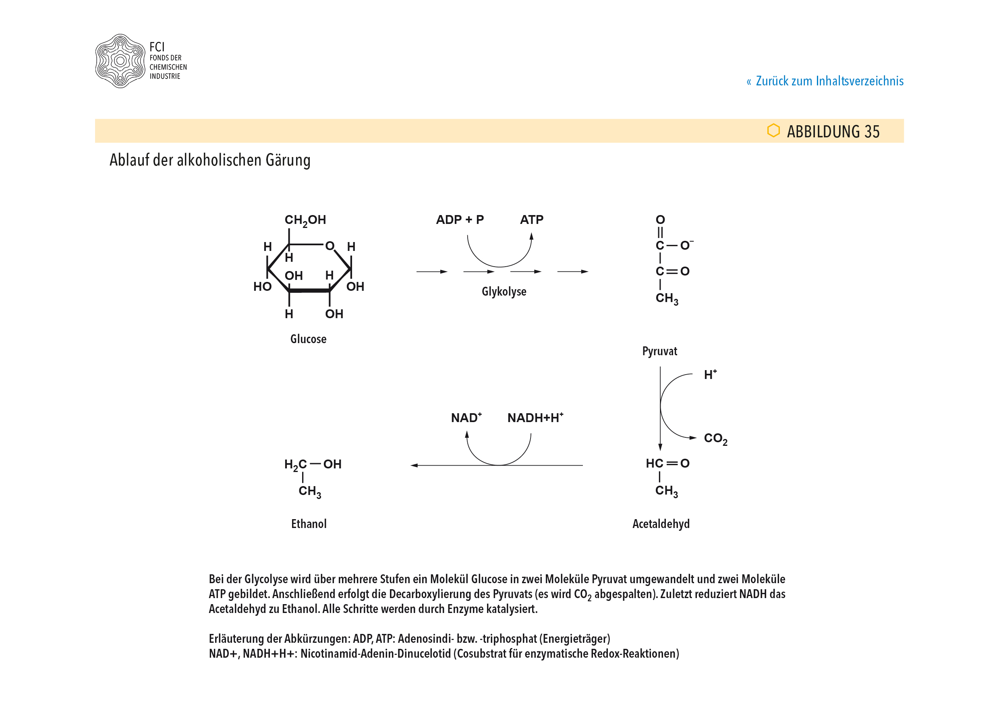 FCI
FONDS DER
CHEMISCHEN
INDUSTRIE
« Zurück zum Inhaltsverzeichnis
ABBILDUNG 35
Ablauf der alkoholischen Gärung
CH₂OH
H
O
H
H
OH
H
HO
OH
H
OH
Glucose
ADP + P
ATP
Glykolyse
O
C — O⁻
C = O
CH₃
Pyruvat
H⁺
CO₂
NAD⁺
NADH+H⁺
HC = O
CH₃
Acetaldehyd
H₂C — OH
CH₃
Ethanol
Bei der Glycolyse wird über mehrere Stufen ein Molekül Glucose in zwei Moleküle Pyruvat umgewandelt und zwei Moleküle
ATP gebildet. Anschließend erfolgt die Decarboxylierung des Pyruvats (es wird CO₂ abgespalten). Zuletzt reduziert NADH das
Acetaldehyd zu Ethanol. Alle Schritte werden durch Enzyme katalysiert.
Erläuterung der Abkürzungen: ADP, ATP: Adenosindi- bzw. -triphosphat (Energieträger)
NAD+, NADH+H+: Nicotinamid-Adenin-Dinucelotid (Cosubstrat für enzymatische Redox-Reaktionen)